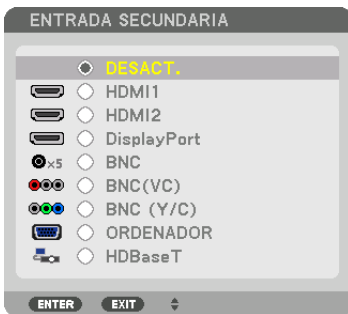 ENTRADA SECUNDARIA
DESACT.
HDMI1
HDMI2
DisplayPort
×5 BNC
BNC(VC)
BNC (Y/C)
ORDENADOR
HDBaseT
ENTER EXIT